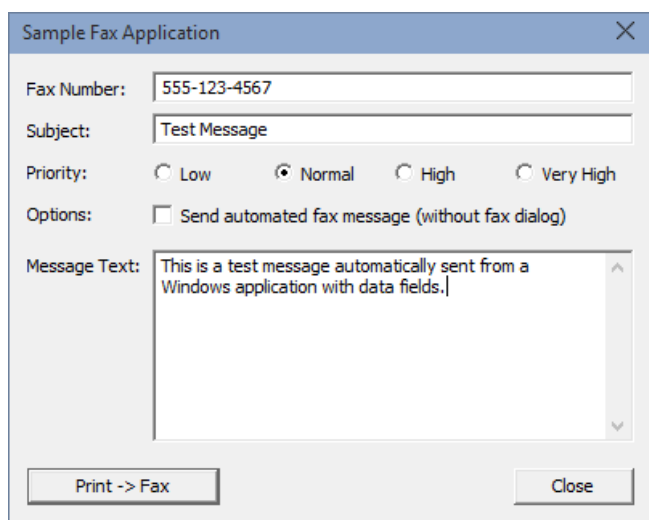 Sample Fax Application
Fax Number: 555-123-4567
Subject: Test Message
Priority: Low Normal High Very High
Options: Send automated fax message (without fax dialog)
Message Text: This is a test message automatically sent from a
Windows application with data fields.
Print -> Fax Close